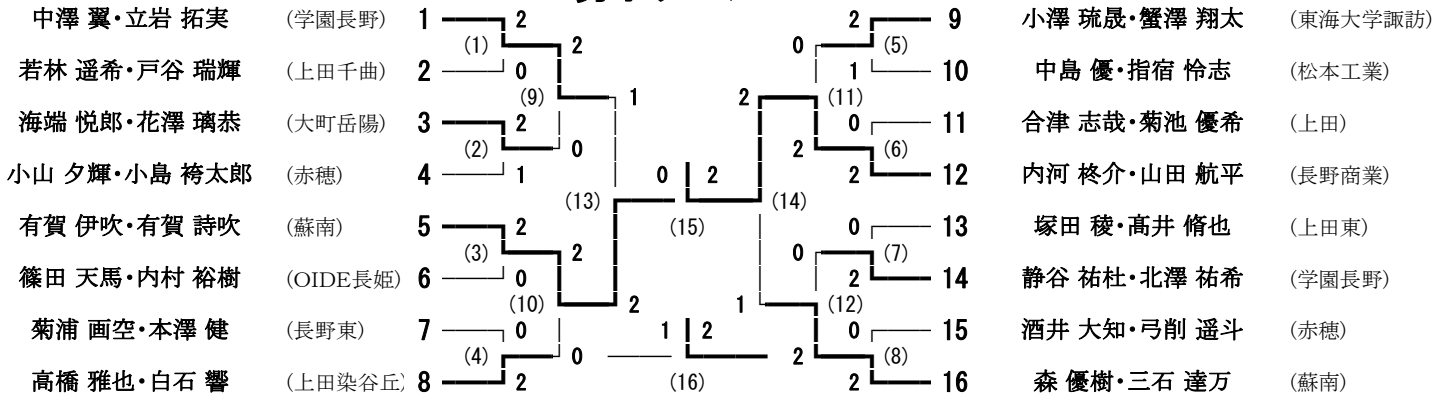 中澤 翼・立岩 拓実 (学園長野) 1 2 2 9 小澤 琉晟・蟹澤 翔太 (東海大学諏訪)
(1) 2 0 (5)
若林 遥希・戸谷 瑞輝 (上田千曲) 2 0 1 10 中島 優・指宿 怜志 (松本工業)
(9) 1 2 (11)
海端 悦郎・花澤 璃恭 (大町岳陽) 3 2 0 11 合津 志哉・菊池 優希 (上田)
(2) 0 2 (6)
小山 夕輝・小島 袴太郎 (赤穂) 4 1 0 2 2 12 内河 柊介・山田 航平 (長野商業)
(13) (14)
有賀 伊吹・有賀 詩吹 (蘇南) 5 2 (15) 0 13 塚田 稜・髙井 脩也 (上田東)
(3) 2 0 (7)
篠田 天馬・内村 裕樹 (OIDE長姫) 6 0 2 14 静谷 祐杜・北澤 祐希 (学園長野)
(10) 2 1 (12)
菊浦 画空・本澤 健 (長野東) 7 0 1 2 0 15 酒井 大知・弓削 遥斗 (赤穂)
(4) 0 2 (8)
高橋 雅也・白石 響 (上田染谷丘) 8 2 (16) 2 16 森 優樹・三石 達万 (蘇南)